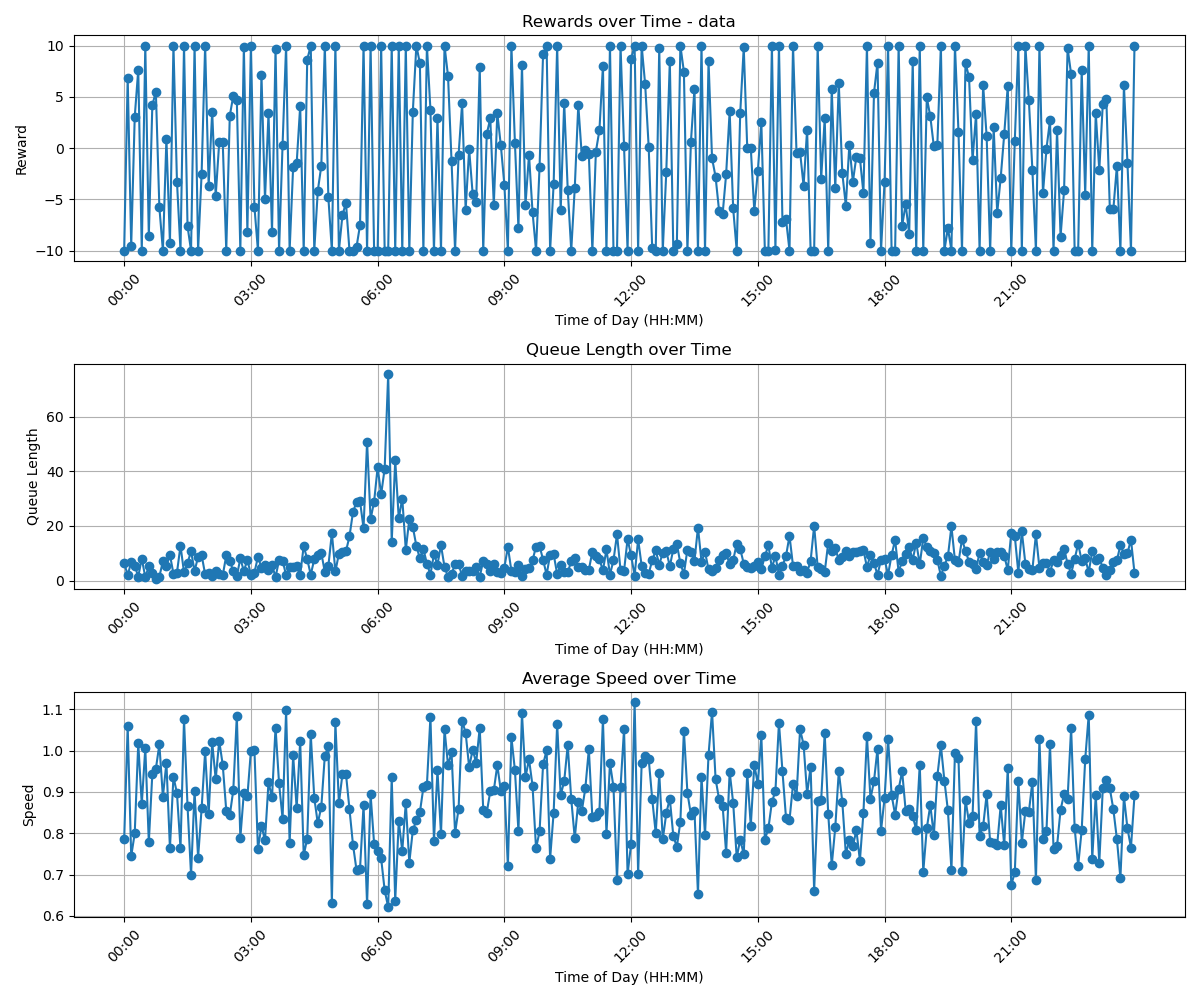 Rewards over Time - data
10
5
0
−5
−10
Reward
00:00 03:00 06:00 09:00 12:00 15:00 18:00 21:00
Time of Day (HH:MM)
Queue Length over Time
60
40
20
0
Queue Length
00:00 03:00 06:00 09:00 12:00 15:00 18:00 21:00
Time of Day (HH:MM)
Average Speed over Time
1.1
1.0
0.9
0.8
0.7
0.6
Speed
00:00 03:00 06:00 09:00 12:00 15:00 18:00 21:00
Time of Day (HH:MM)